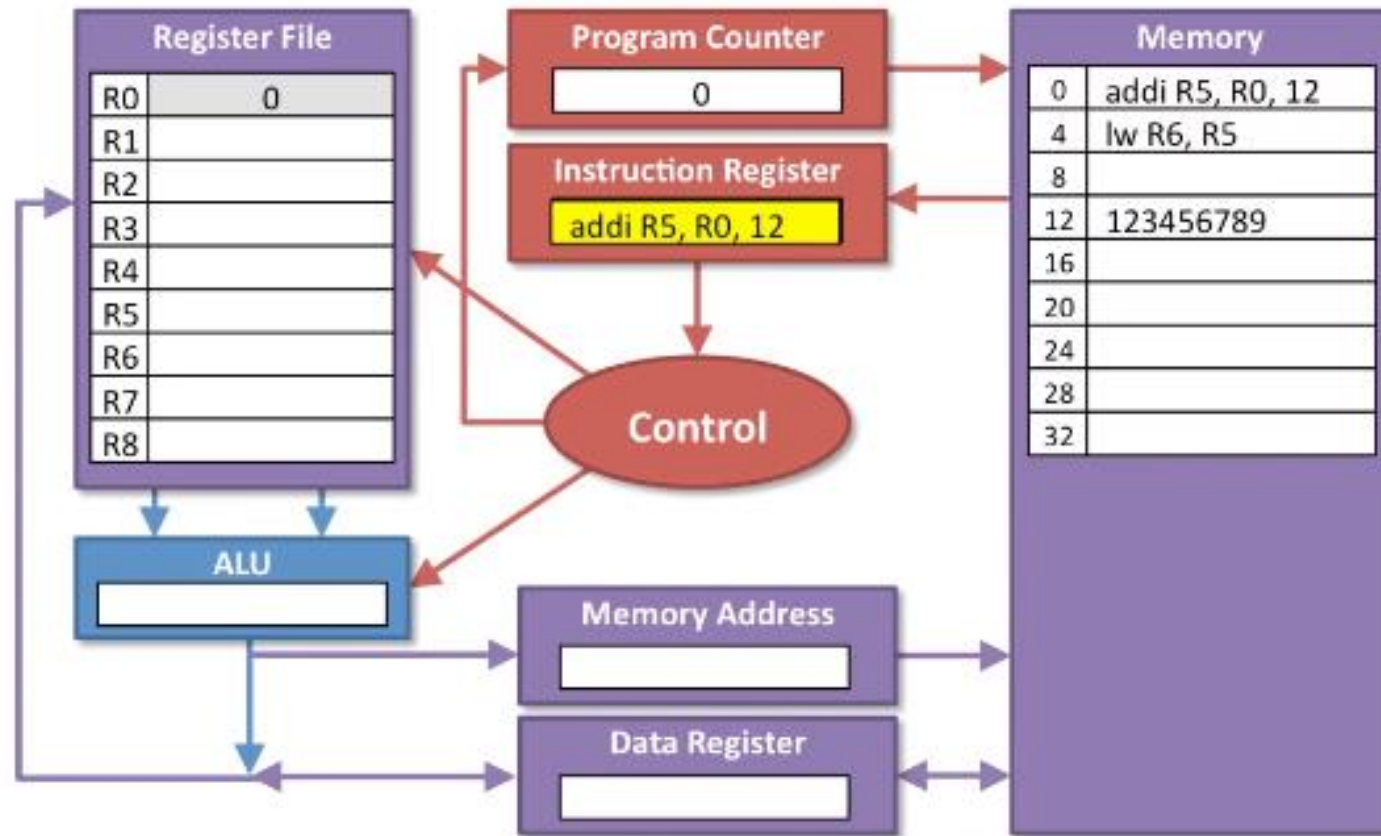 Register File
R0 0
R1
R2
R3
R4
R5
R6
R7
R8
ALU
Program Counter
0
Instruction Register
addi R5, R0, 12
Control
Memory Address
Data Register
Memory
0 addi R5, R0, 12
4 lw R6, R5
8
12 123456789
16
20
24
28
32